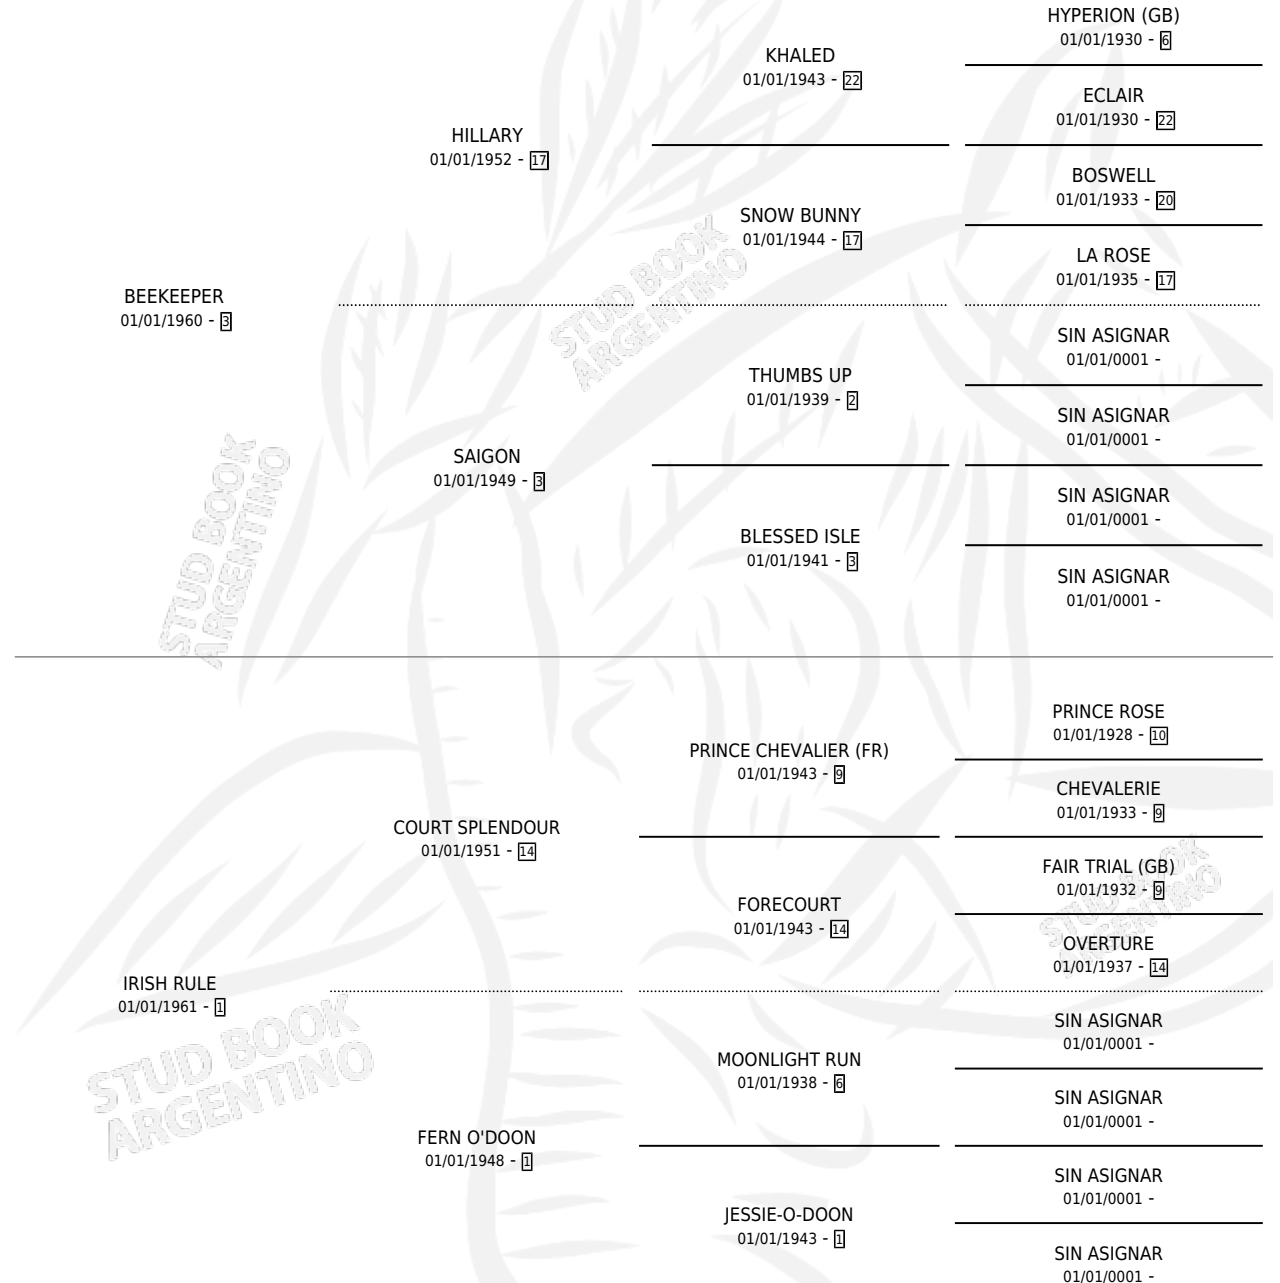 HYPERION (GB)
01/01/1930 - 6
KHALED
01/01/1943 - 22
ECLAIR
01/01/1930 - 22
HILLARY
01/01/1952 - 17
BOSWELL
01/01/1933 - 20
SNOW BUNNY
01/01/1944 - 17
LA ROSE
01/01/1935 - 17
BEEKEEPER
01/01/1960 - 3
SIN ASIGNAR
01/01/0001 -
THUMBS UP
01/01/1939 - 2
SIN ASIGNAR
01/01/0001 -
SAIGON
01/01/1949 - 3
SIN ASIGNAR
01/01/0001 -
BLESSED ISLE
01/01/1941 - 3
SIN ASIGNAR
01/01/0001 -
PRINCE ROSE
01/01/1928 - 10
PRINCE CHEVALIER (FR)
01/01/1943 - 9
CHEVALERIE
01/01/1933 - 9
COURT SPLENDOUR
01/01/1951 - 14
FAIR TRIAL (GB)
01/01/1932 - 9
FORECOURT
01/01/1943 - 14
OVERTURE
01/01/1937 - 14
IRISH RULE
01/01/1961 - 1
SIN ASIGNAR
01/01/0001 -
MOONLIGHT RUN
01/01/1938 - 6
SIN ASIGNAR
01/01/0001 -
FERN O'DOON
01/01/1948 - 1
SIN ASIGNAR
01/01/0001 -
JESSIE-O-DOON
01/01/1943 - 1
SIN ASIGNAR
01/01/0001 -
STUD BOOK
ARGENTINO
STUD BOOK
ARGENTINO
STUD BOOK
ARGENTINO
STUD BOOK
ARGENTINO